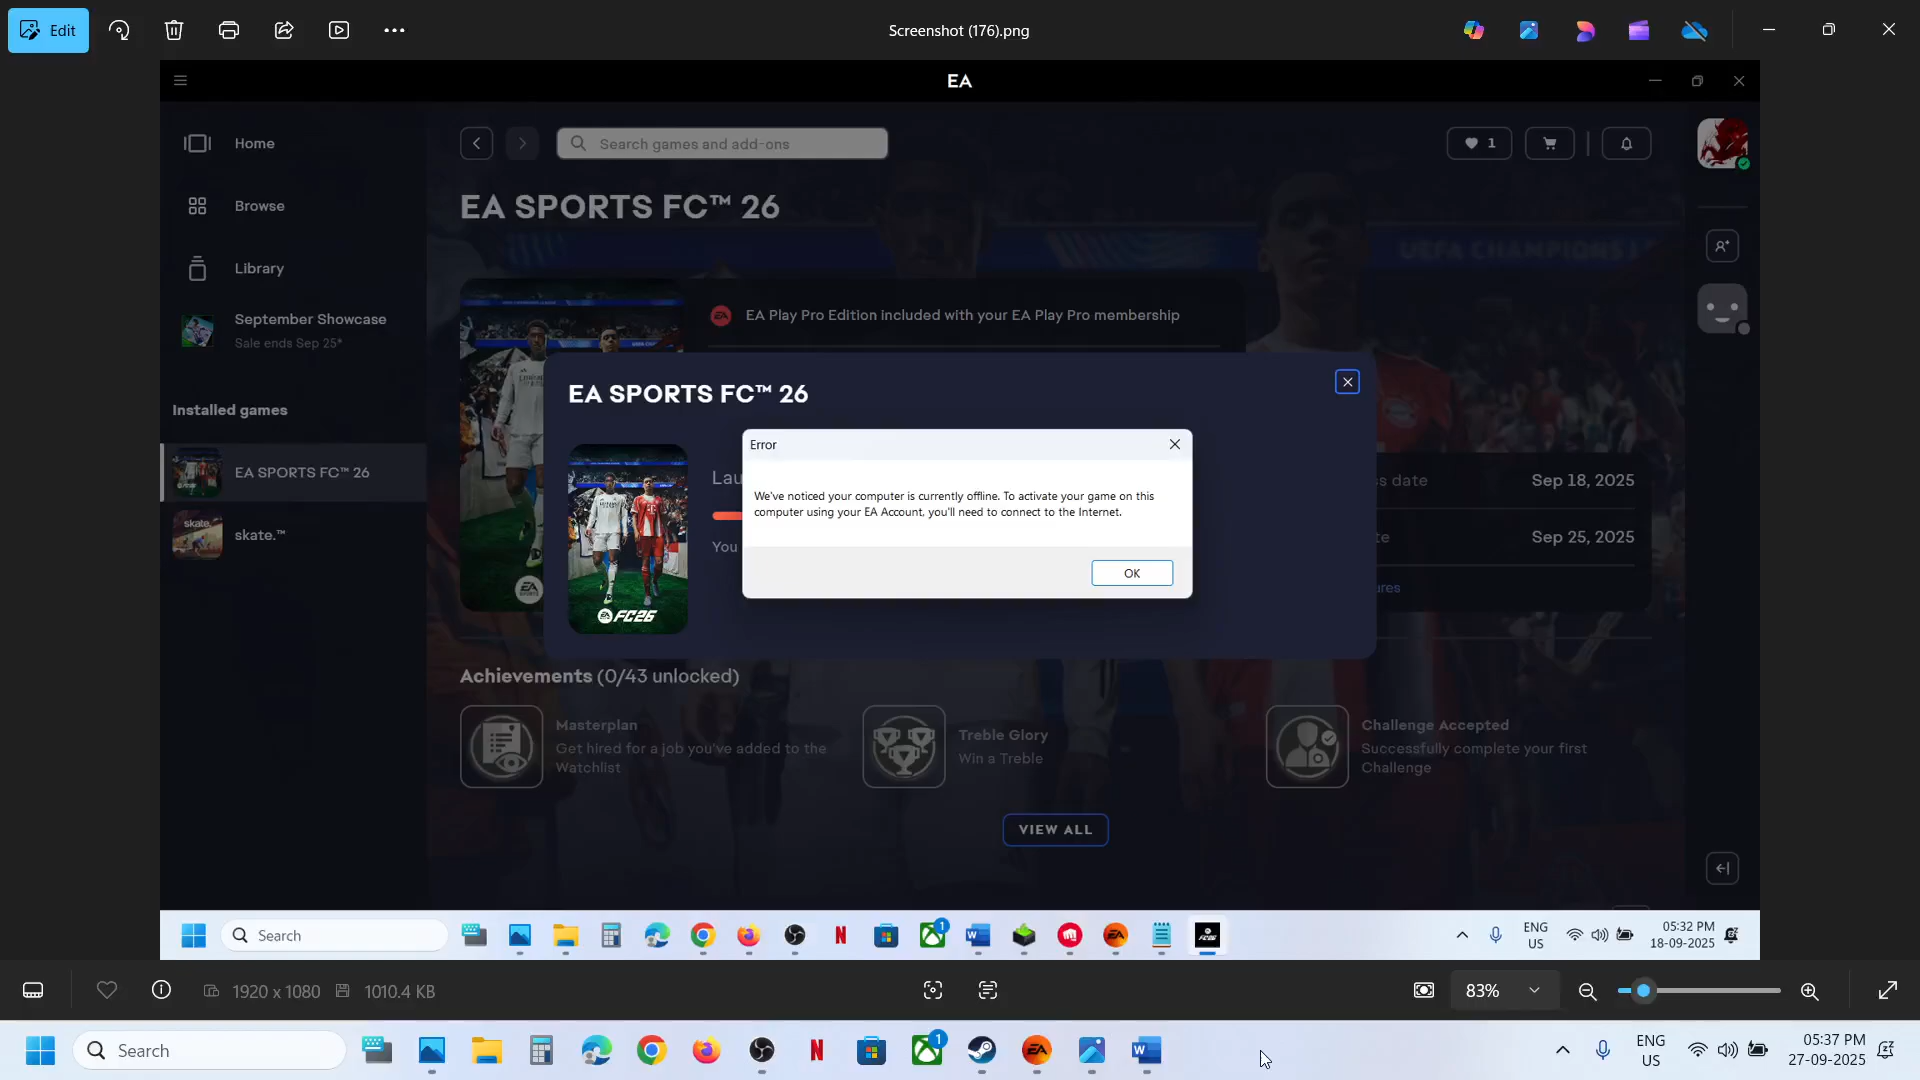 Edit
Screenshot (176).png
EA
Home
Search games and add-ons
1
Browse
EA SPORTS FC™ 26
Library
September Showcase
Sale ends Sep 25*
EA Play Pro Edition included with your EA Play Pro membership
Installed games
EA SPORTS FC™ 26
EA SPORTS FC™ 26
skate.™
Error
We've noticed your computer is currently offline. To activate your game on this
computer using your EA Account, you'll need to connect to the Internet.
OK
Lau
You
FC26
ss date
Sep 18, 2025
te
Sep 25, 2025
ures
Achievements (0/43 unlocked)
Masterplan
Get hired for a job you've added to the
Watchlist
Treble Glory
Win a Treble
Challenge Accepted
Successfully complete your first
Challenge
VIEW ALL
Search
ENG
US
05:32 PM
18-09-2025
1920 x 1080
1010.4 KB
83%
Search
ENG
US
05:37 PM
27-09-2025